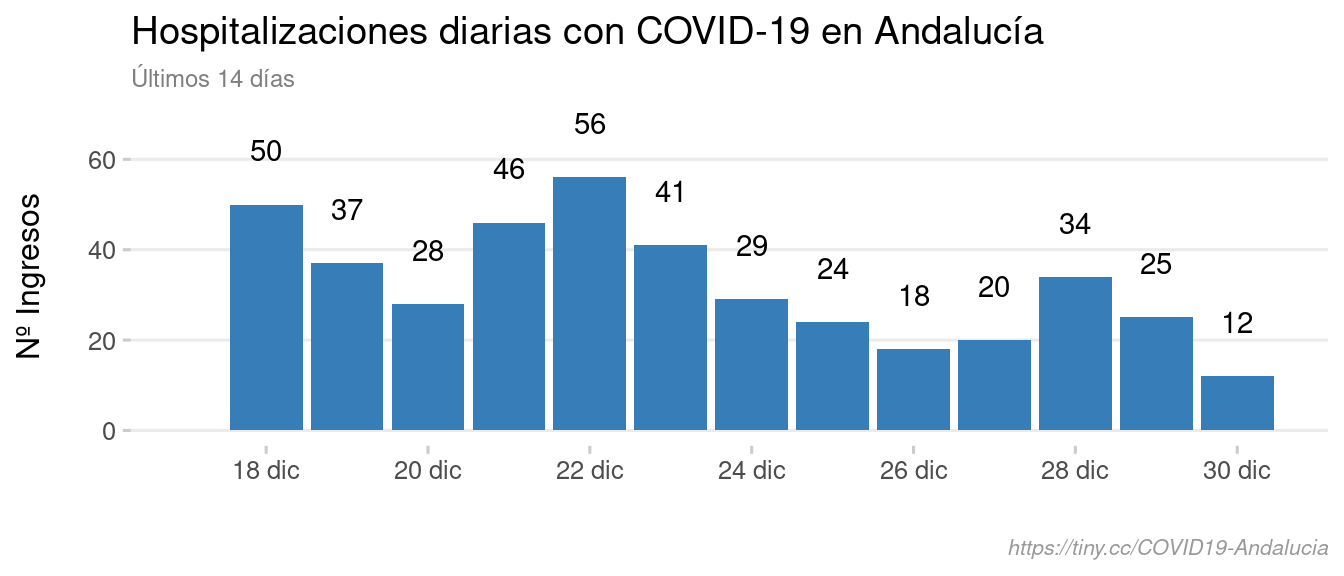 Hospitalizaciones diarias con COVID-19 en Andalucía
Últimos 14 días
Nº Ingresos
60
40
20
0
50
37
28
46
56
41
29
24
18
20
34
25
12
18 dic
20 dic
22 dic
24 dic
26 dic
28 dic
30 dic
https://tiny.cc/COVID19-Andalucia